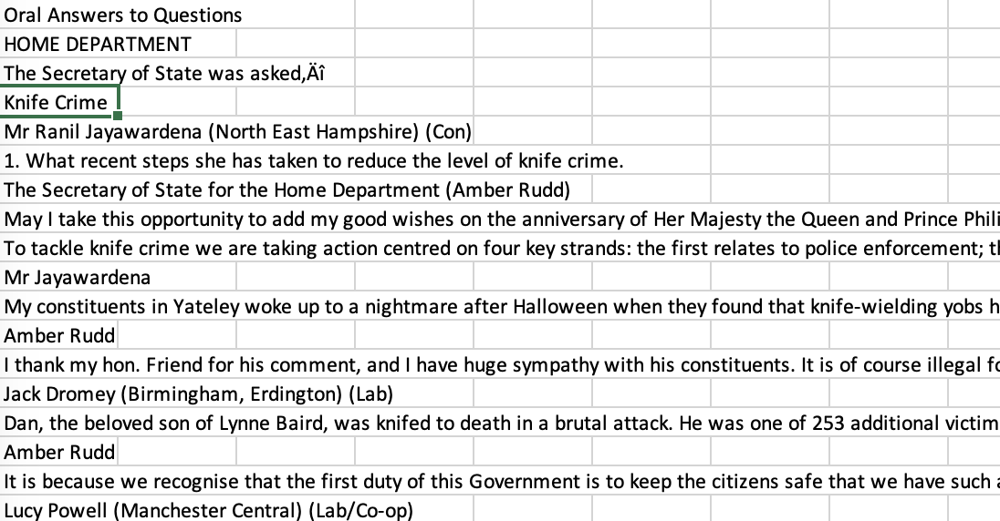 Oral Answers to Questions
HOME DEPARTMENT
The Secretary of State was asked‚Äî
Knife Crime
Mr Ranil Jayawardena (North East Hampshire) (Con)
1. What recent steps she has taken to reduce the level of knife crime.
The Secretary of State for the Home Department (Amber Rudd)
May I take this opportunity to add my good wishes on the anniversary of Her Majesty the Queen and Prince Phili
To tackle knife crime we are taking action centred on four key strands: the first relates to police enforcement;
Mr Jayawardena
My constituents in Yateley woke up to a nightmare after Halloween when they found that knife-wielding yobs
Amber Rudd
I thank my hon. Friend for his comment, and I have huge sympathy with his constituents. It is of course illegal
Jack Dromey (Birmingham, Erdington) (Lab)
Dan, the beloved son of Lynne Baird, was knifed to death in a brutal attack. He was one of 253 additional victim
Amber Rudd
It is because we recognise that the first duty of this Government is to keep the citizens safe that we have such
Lucy Powell (Manchester Central) (Lab/Co-op)